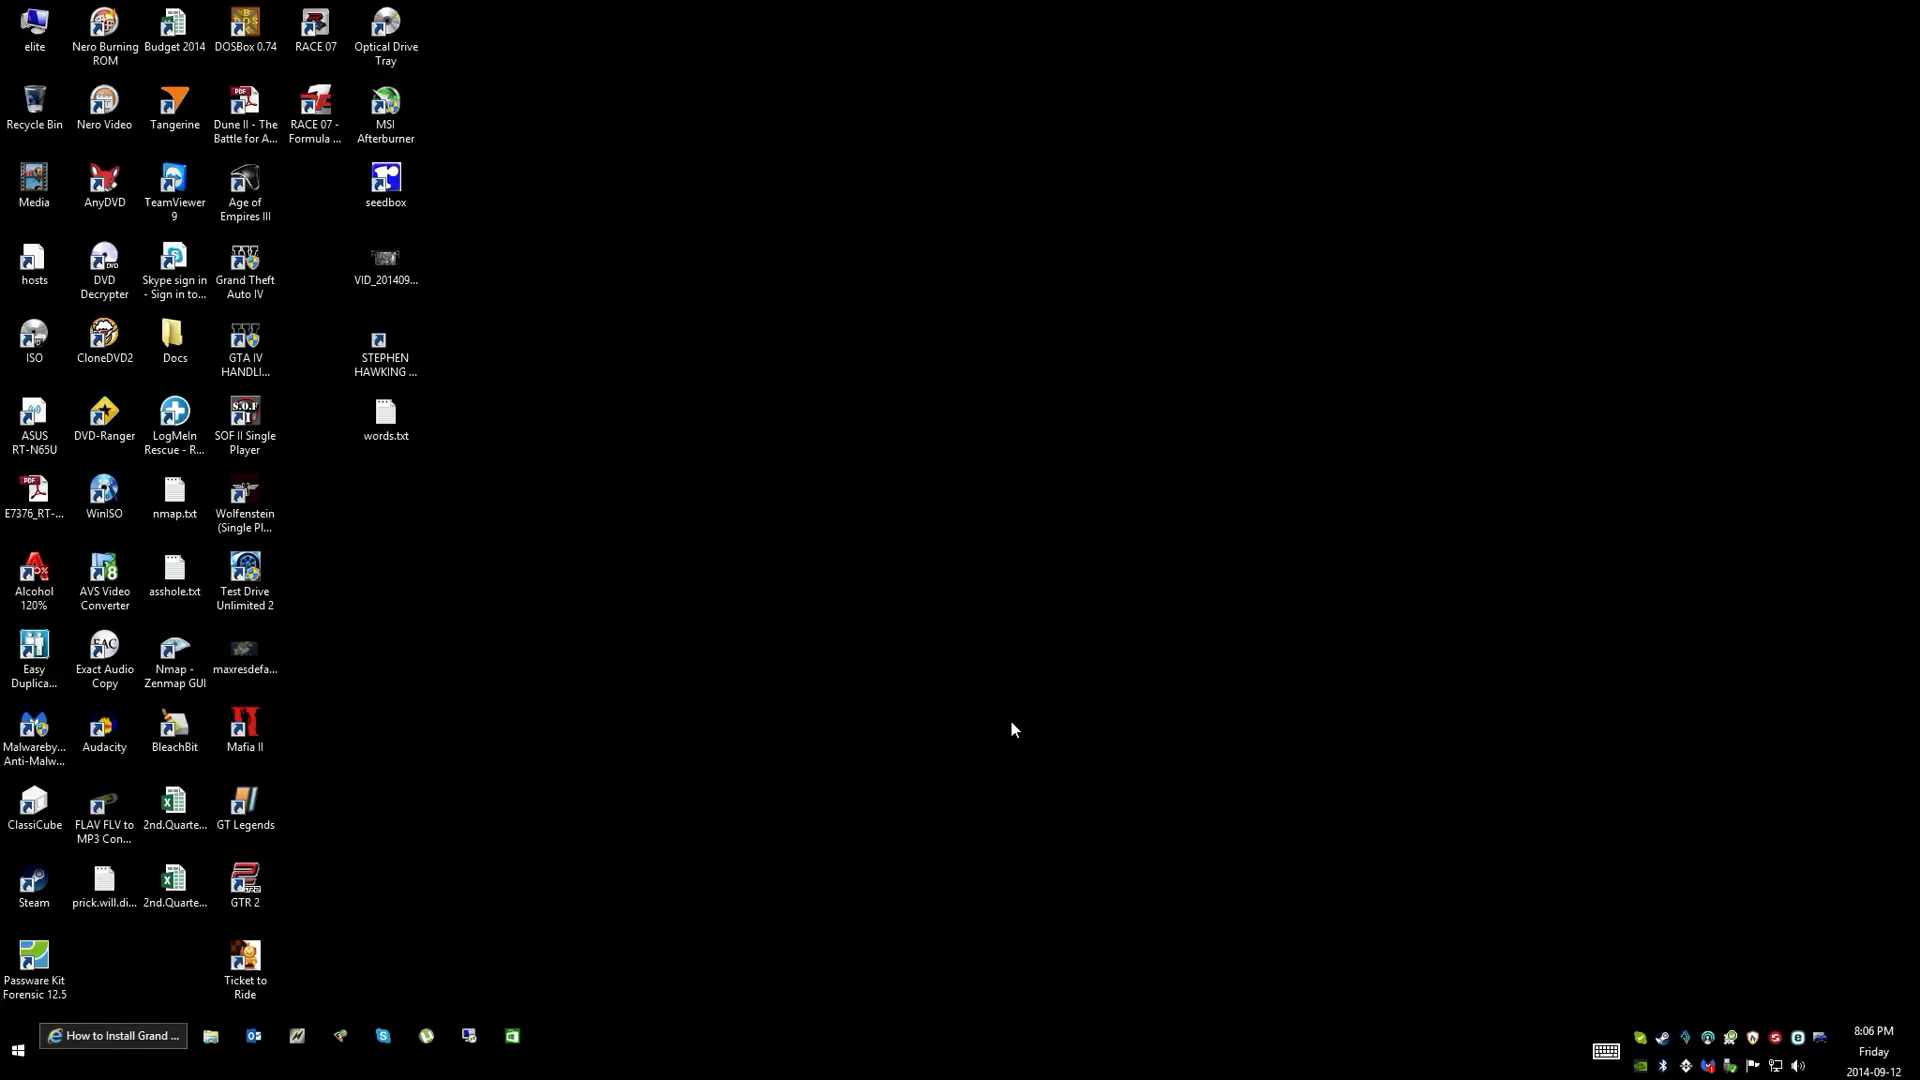 elite
Nero Burning
ROM
Budget 2014
DOSBox 0.74
RACE 07
Optical Drive
Tray
Recycle Bin
Nero Video
Tangerine
Dune II - The
Battle for A...
RACE 07 -
Formula ...
MSI
Afterburner
Media
AnyDVD
TeamViewer
9
Age of
Empires III
seedbox
hosts
DVD
Decrypter
Skype sign in
- Sign in to...
Grand Theft
Auto IV
VID_201409...
ISO
CloneDVD2
Docs
GTA IV
HANDLI...
STEPHEN
HAWKING ...
ASUS
RT-N65U
DVD-Ranger
LogMeIn
Rescue - R...
SOF II Single
Player
words.txt
E7376_RT-...
WinISO
nmap.txt
Wolfenstein
(Single Pl...
Alcohol
120%
AVS Video
Converter
asshole.txt
Test Drive
Unlimited 2
Easy
Duplica...
Exact Audio
Copy
Nmap -
Zenmap GUI
maxresdefa...
Malwareby...
Anti-Malw...
Audacity
BleachBit
Mafia II
ClassiCube
FLAV FLV to
MP3 Con...
2nd.Quarte...
GT Legends
Steam
prick.will.di...
2nd.Quarte...
GTR 2
Passware Kit
Forensic 12.5
Ticket to
Ride
How to Install Grand ...
8:06 PM
Friday
2014-09-12